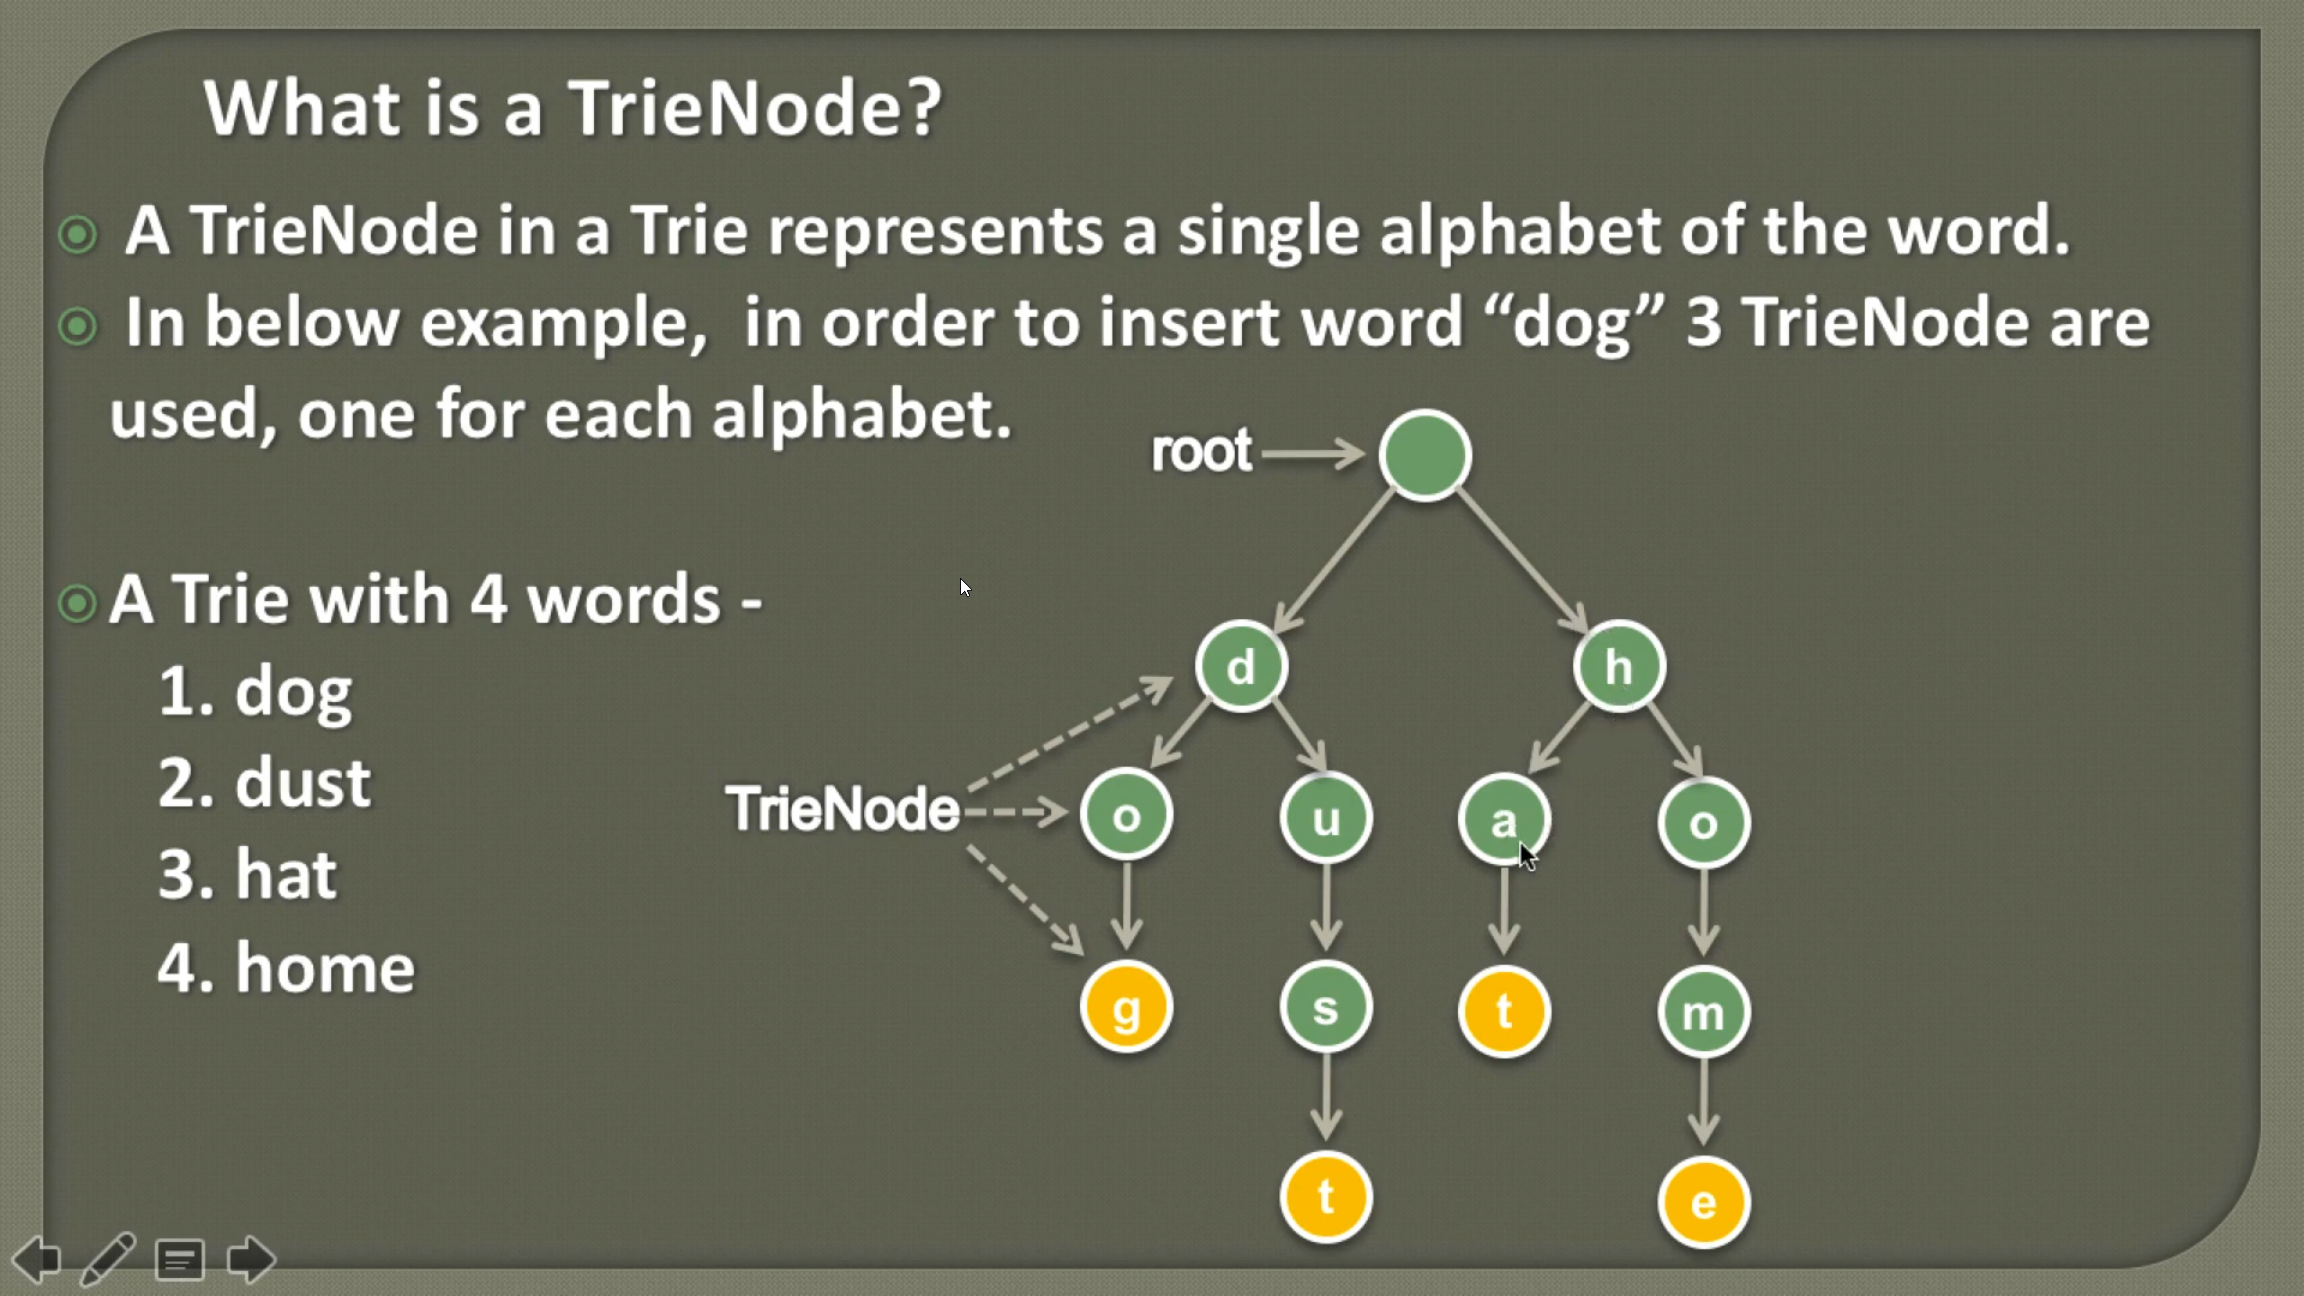 What is a TrieNode?
A TrieNode in a Trie represents a single alphabet of the word.
In below example, in order to insert word “dog” 3 TrieNode are
used, one for each alphabet.
root
A Trie with 4 words -
1. dog
2. dust
3. hat
4. home
TrieNode
d
h
o
u
a
o
g
s
t
m
t
e